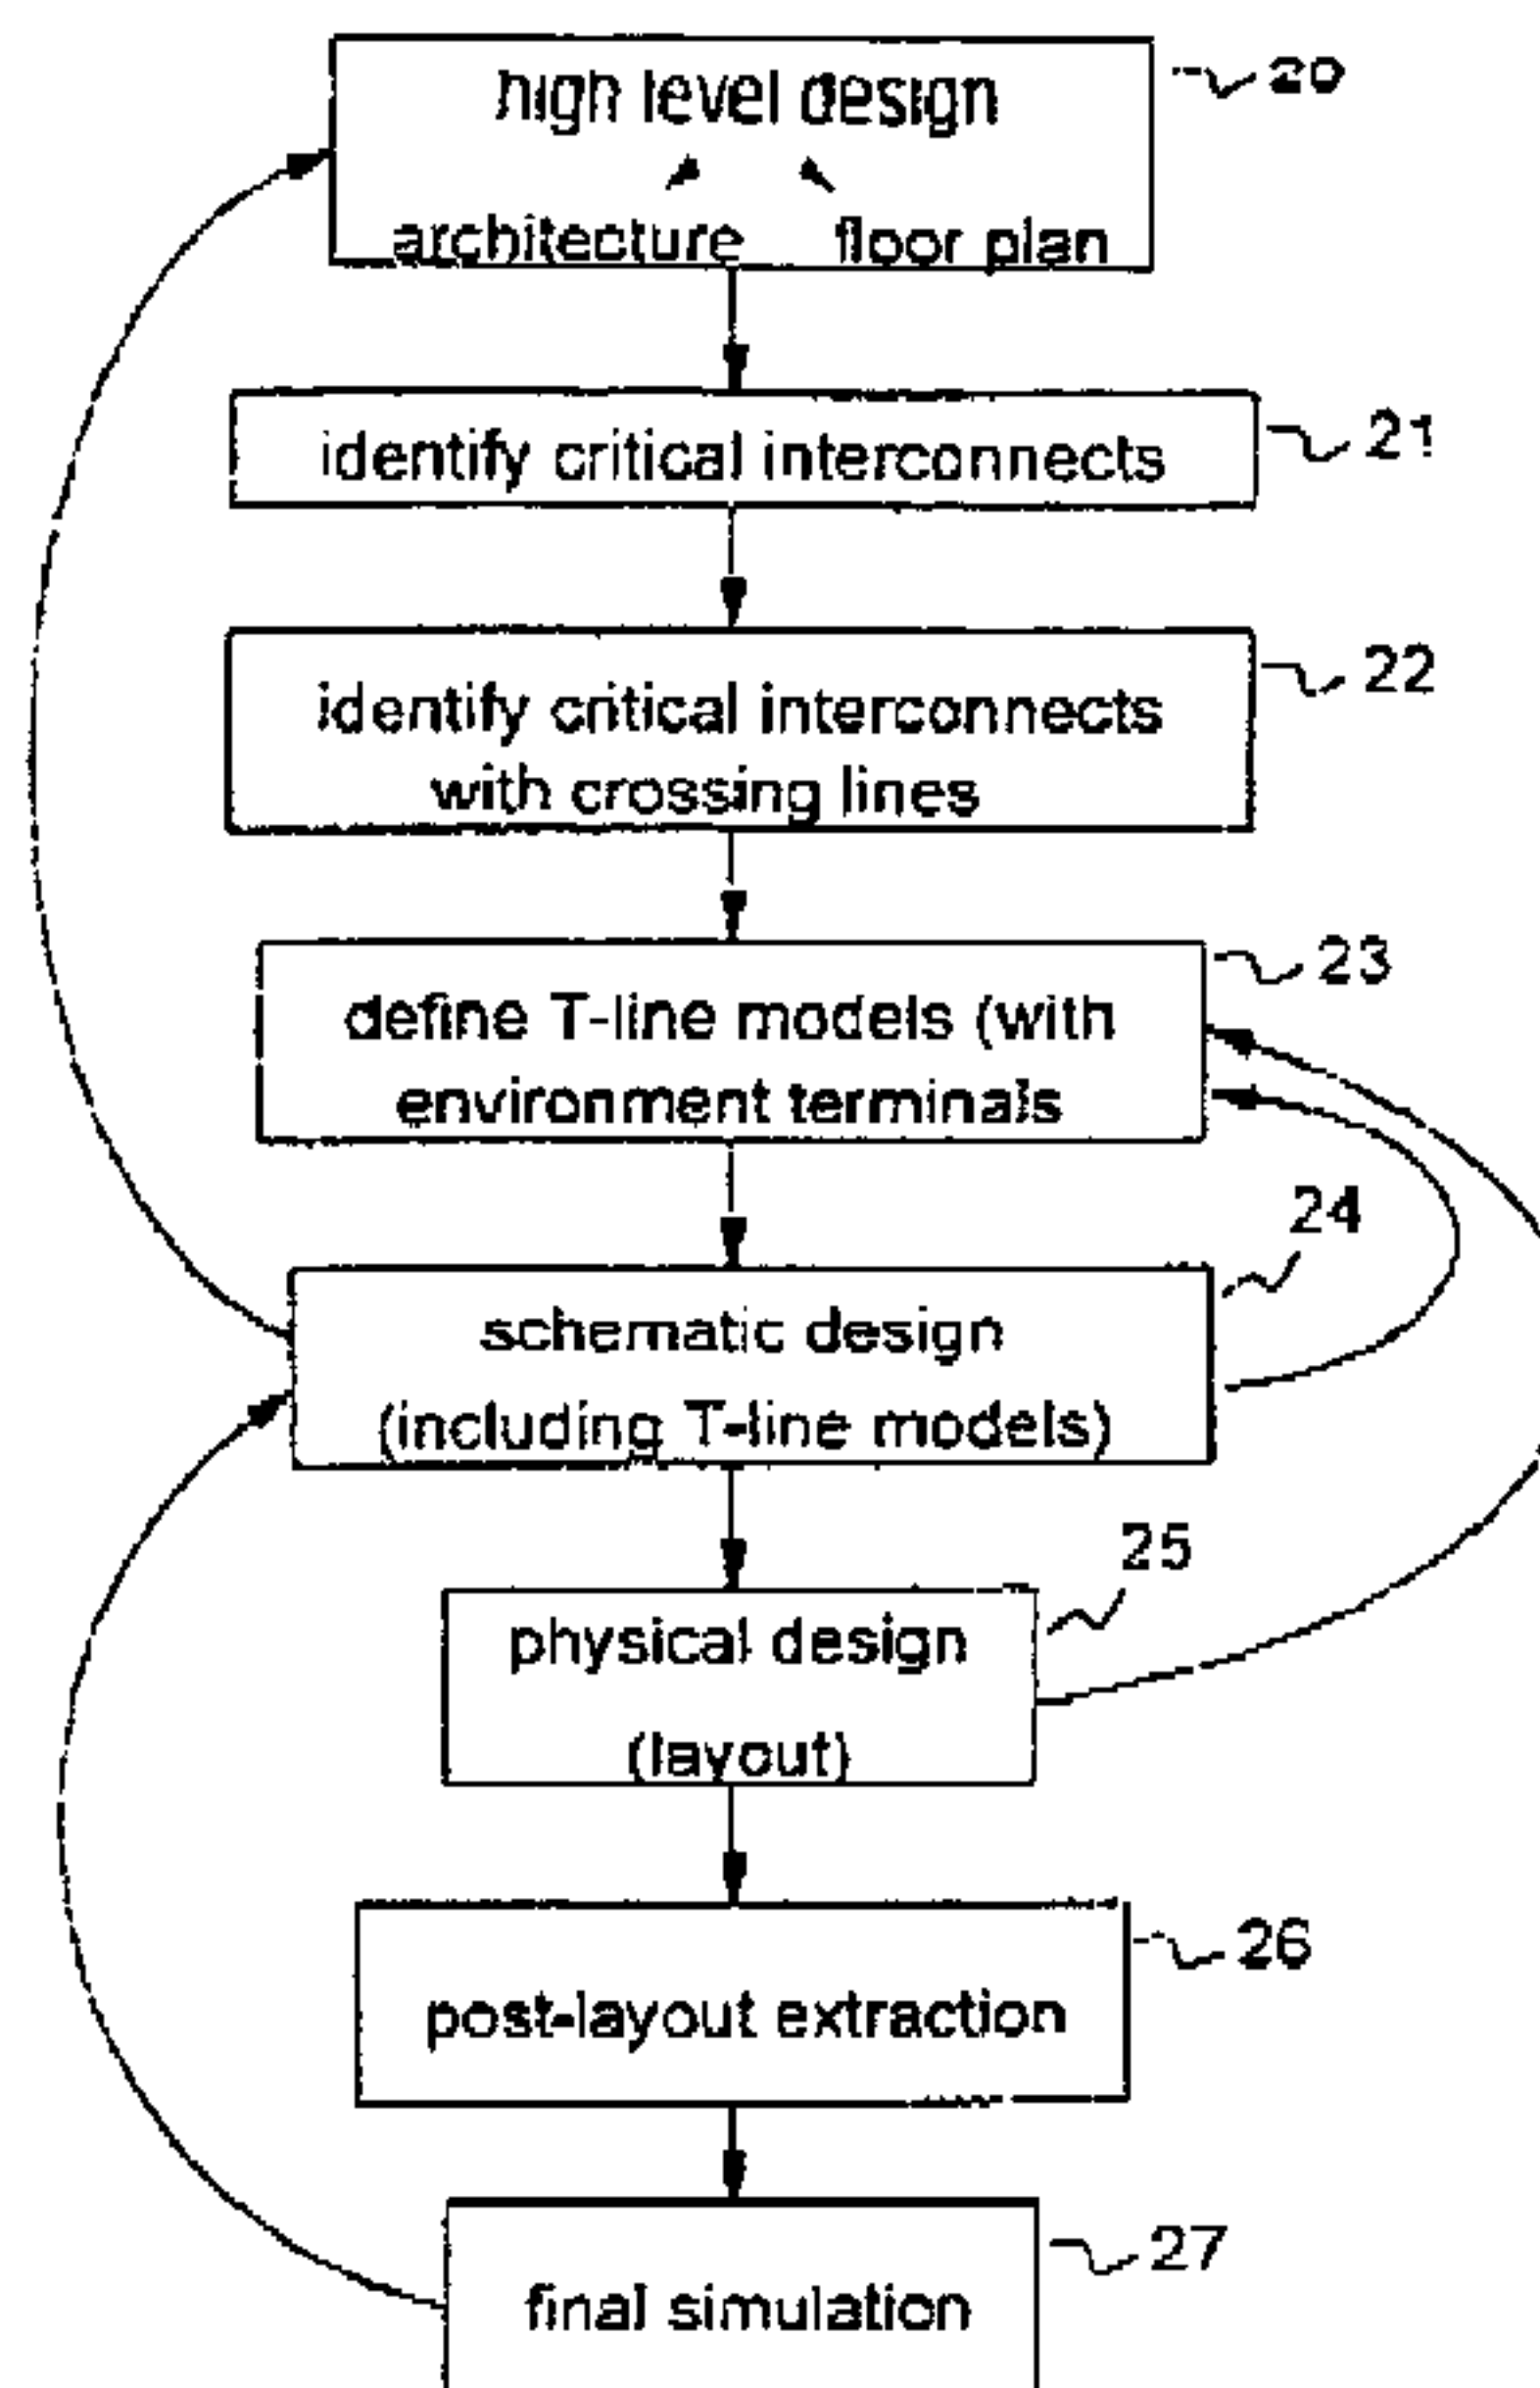 high level design
20
architecture floor plan
identify critical interconnects
21
identify critical interconnects
22
with crossing lines
23
define T-line models (with
environment terminals
24
schematic design
(including T-line models)
25
physical design
(layout)
26
post-layout extraction
27
final simulation